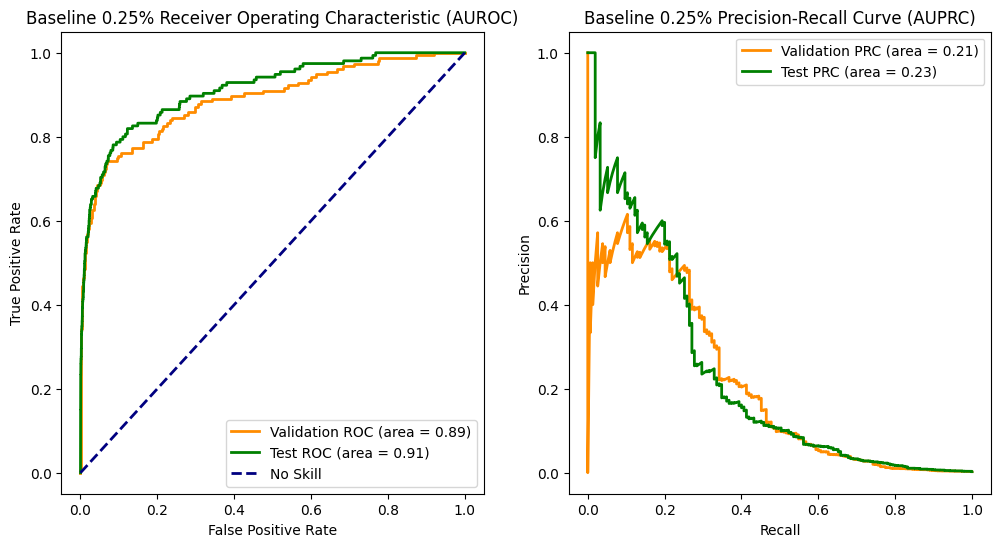 Baseline 0.25% Receiver Operating Characteristic (AUROC)
True Positive Rate
1.0
0.8
0.6
0.4
0.2
0.0
Validation ROC (area = 0.89)
Test ROC (area = 0.91)
No Skill
0.0 0.2 0.4 0.6 0.8 1.0
False Positive Rate
Baseline 0.25% Precision-Recall Curve (AUPRC)
Validation PRC (area = 0.21)
Test PRC (area = 0.23)
Precision
1.0
0.8
0.6
0.4
0.2
0.0
0.0 0.2 0.4 0.6 0.8 1.0
Recall